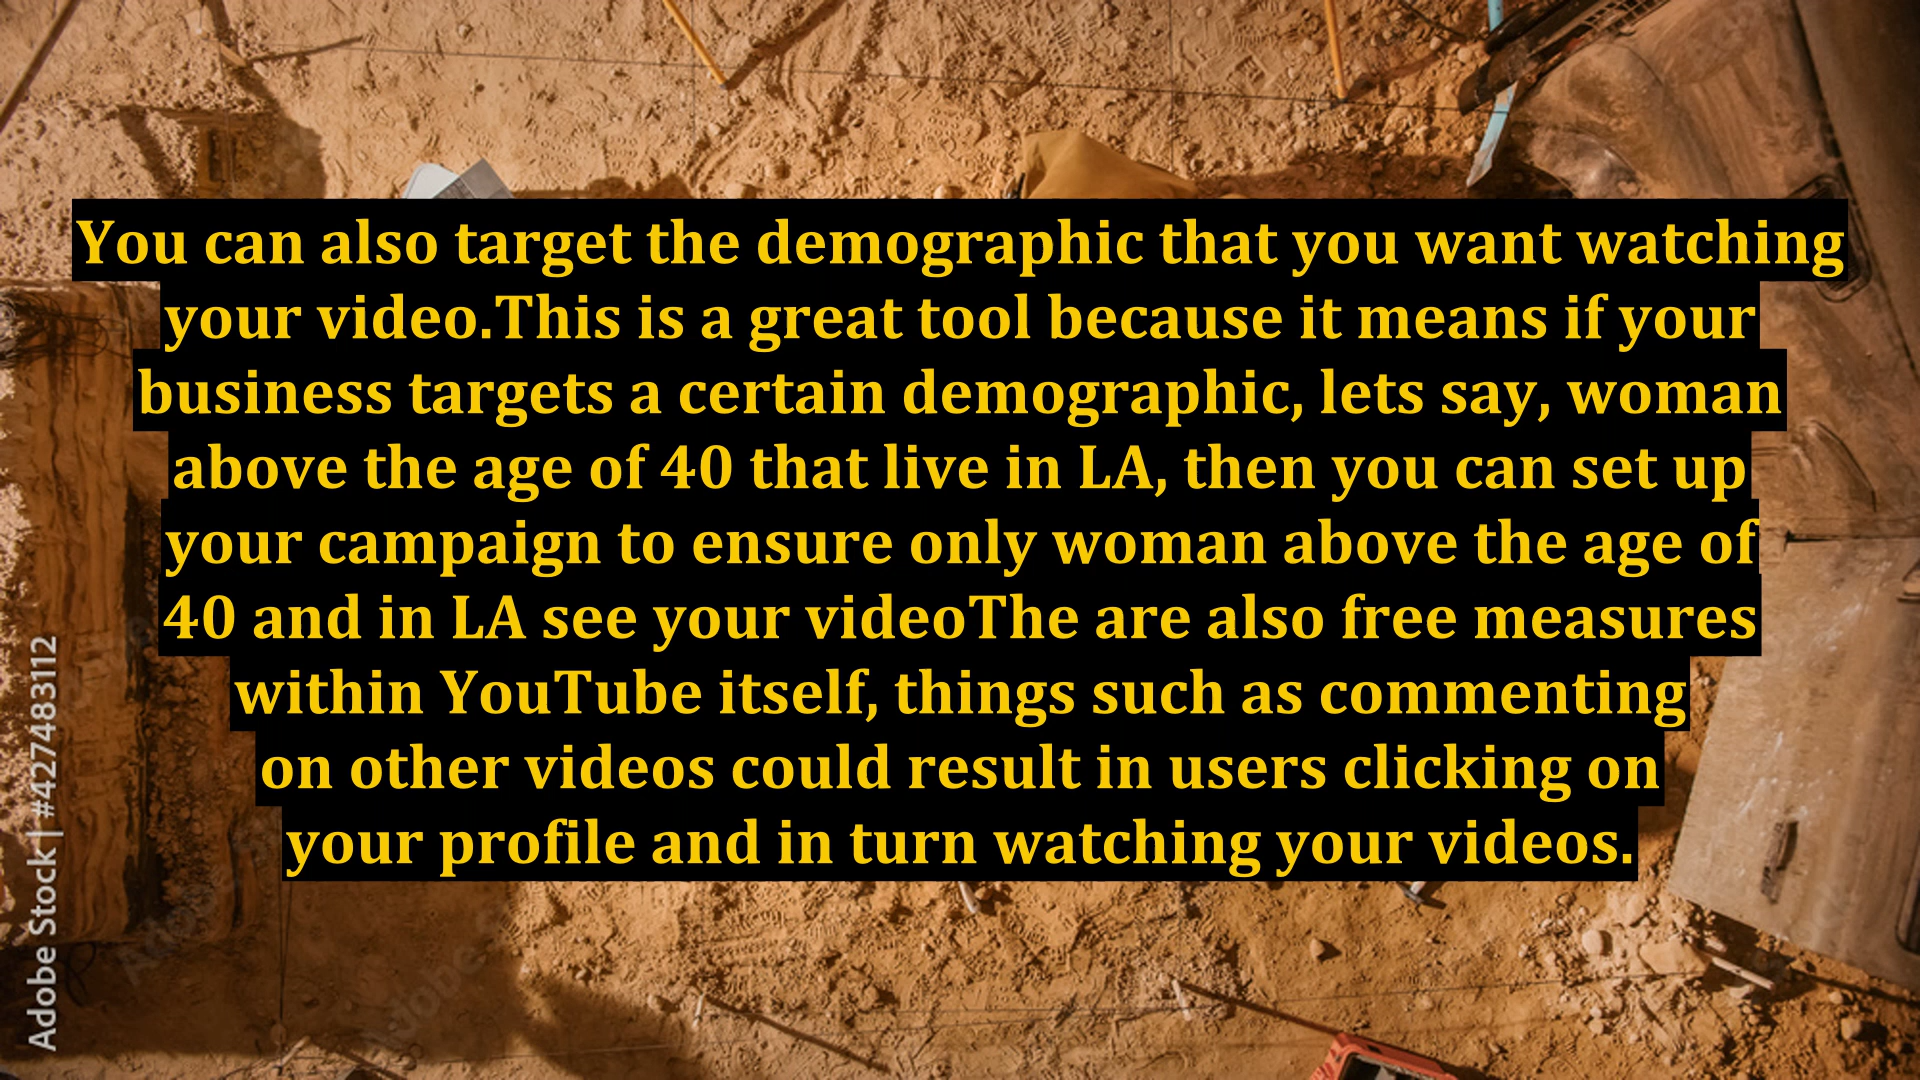 You can also target the demographic that you want watching
your video.This is a great tool because it means if your
business targets a certain demographic, lets say, woman
above the age of 40 that live in LA, then you can set up
your campaign to ensure only woman above the age of
40 and in LA see your videoThe are also free measures
within YouTube itself, things such as commenting
on other videos could result in users clicking on
your profile and in turn watching your videos.
Adobe Stock | #427483112